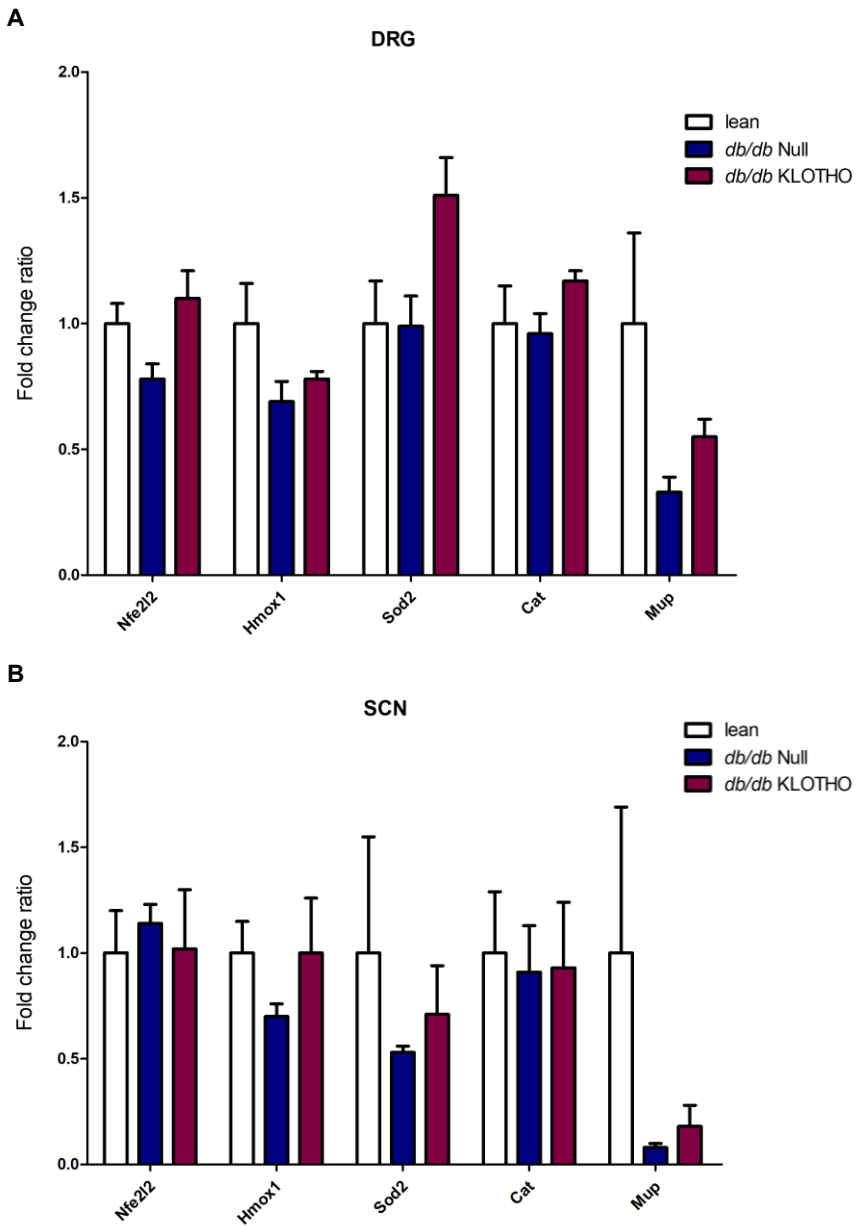 A
DRG
2.0
1.5
1.0
0.5
0.0
Fold change ratio
lean
db/db Null
db/db KLOTHO
Nfe2l2
Hmox1
Sod2
Cat
Mup
B
SCN
2.0
1.5
1.0
0.5
0.0
Fold change ratio
lean
db/db Null
db/db KLOTHO
Nfe2l2
Hmox1
Sod2
Cat
Mup